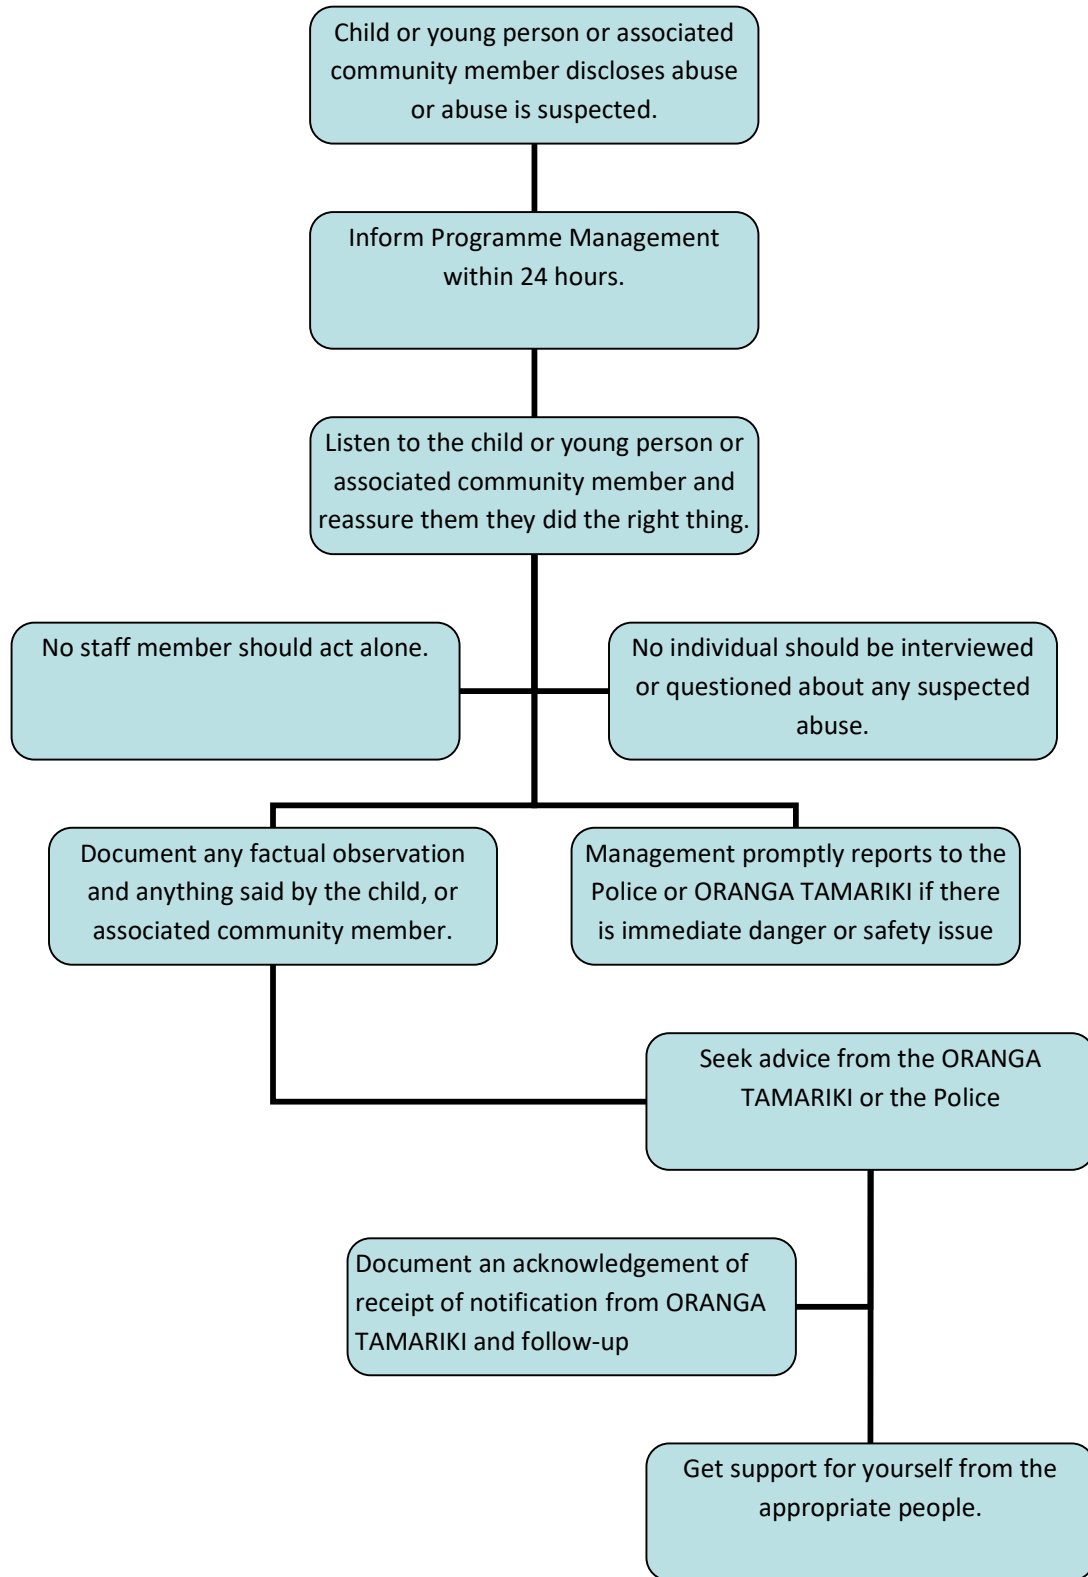 Child or young person or associated
community member discloses abuse
or abuse is suspected.
Inform Programme Management
within 24 hours.
Listen to the child or young person or
associated community member and
reassure them they did the right thing.
No staff member should act alone.
No individual should be interviewed
or questioned about any suspected
abuse.
Document any factual observation
and anything said by the child, or
associated community member.
Management promptly reports to the
Police or ORANGA TAMARIKI if there
is immediate danger or safety issue
Seek advice from the ORANGA
TAMARIKI or the Police
Document an acknowledgement of
receipt of notification from ORANGA
TAMARIKI and follow-up
Get support for yourself from the
appropriate people.